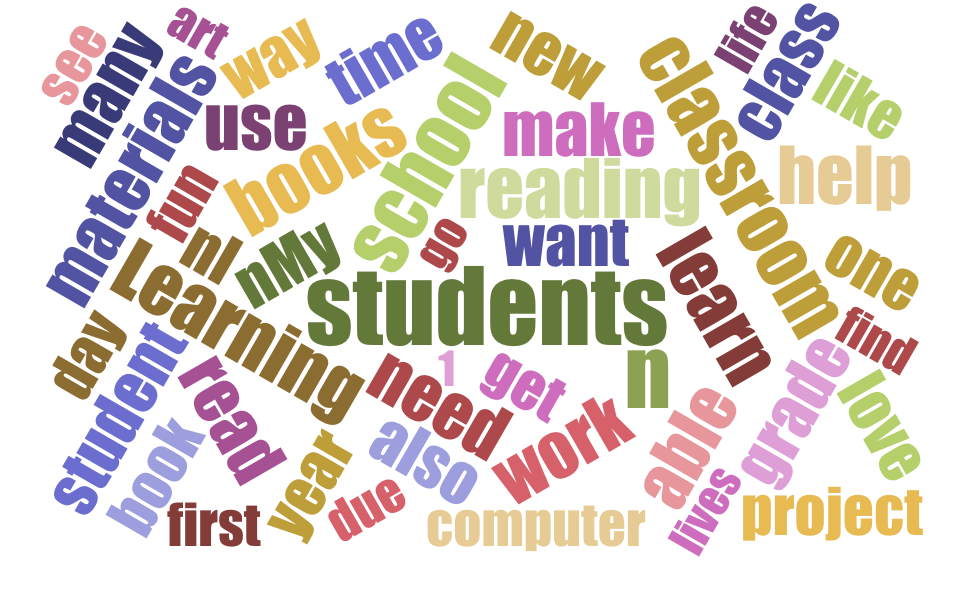 see
many
art
way
time
new
life
class
like
materials
use
books
school
make
classroom
help
reading
fun
nl
nMy
go
want
one
Learning
students
learn
day
find
student
read
need
1
get
n
grade
love
book
year
also
work
able
first
due
computer
lives
project